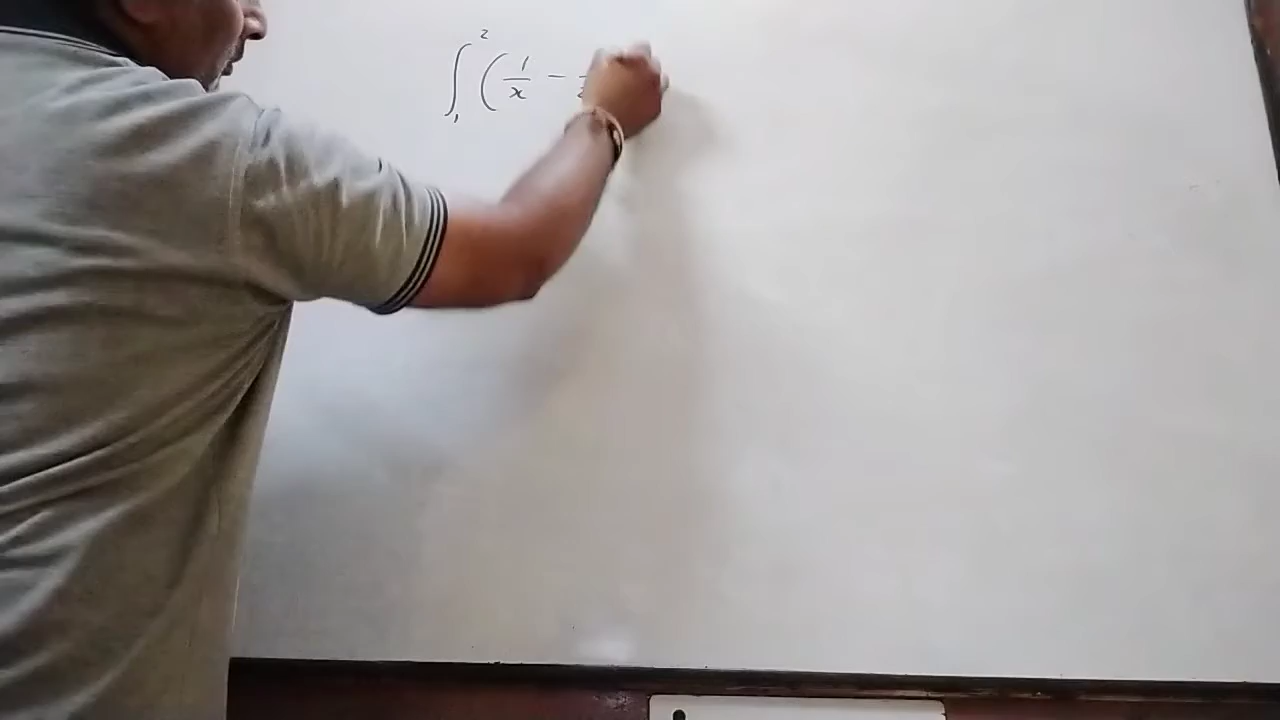 ∫₁² (1/x −